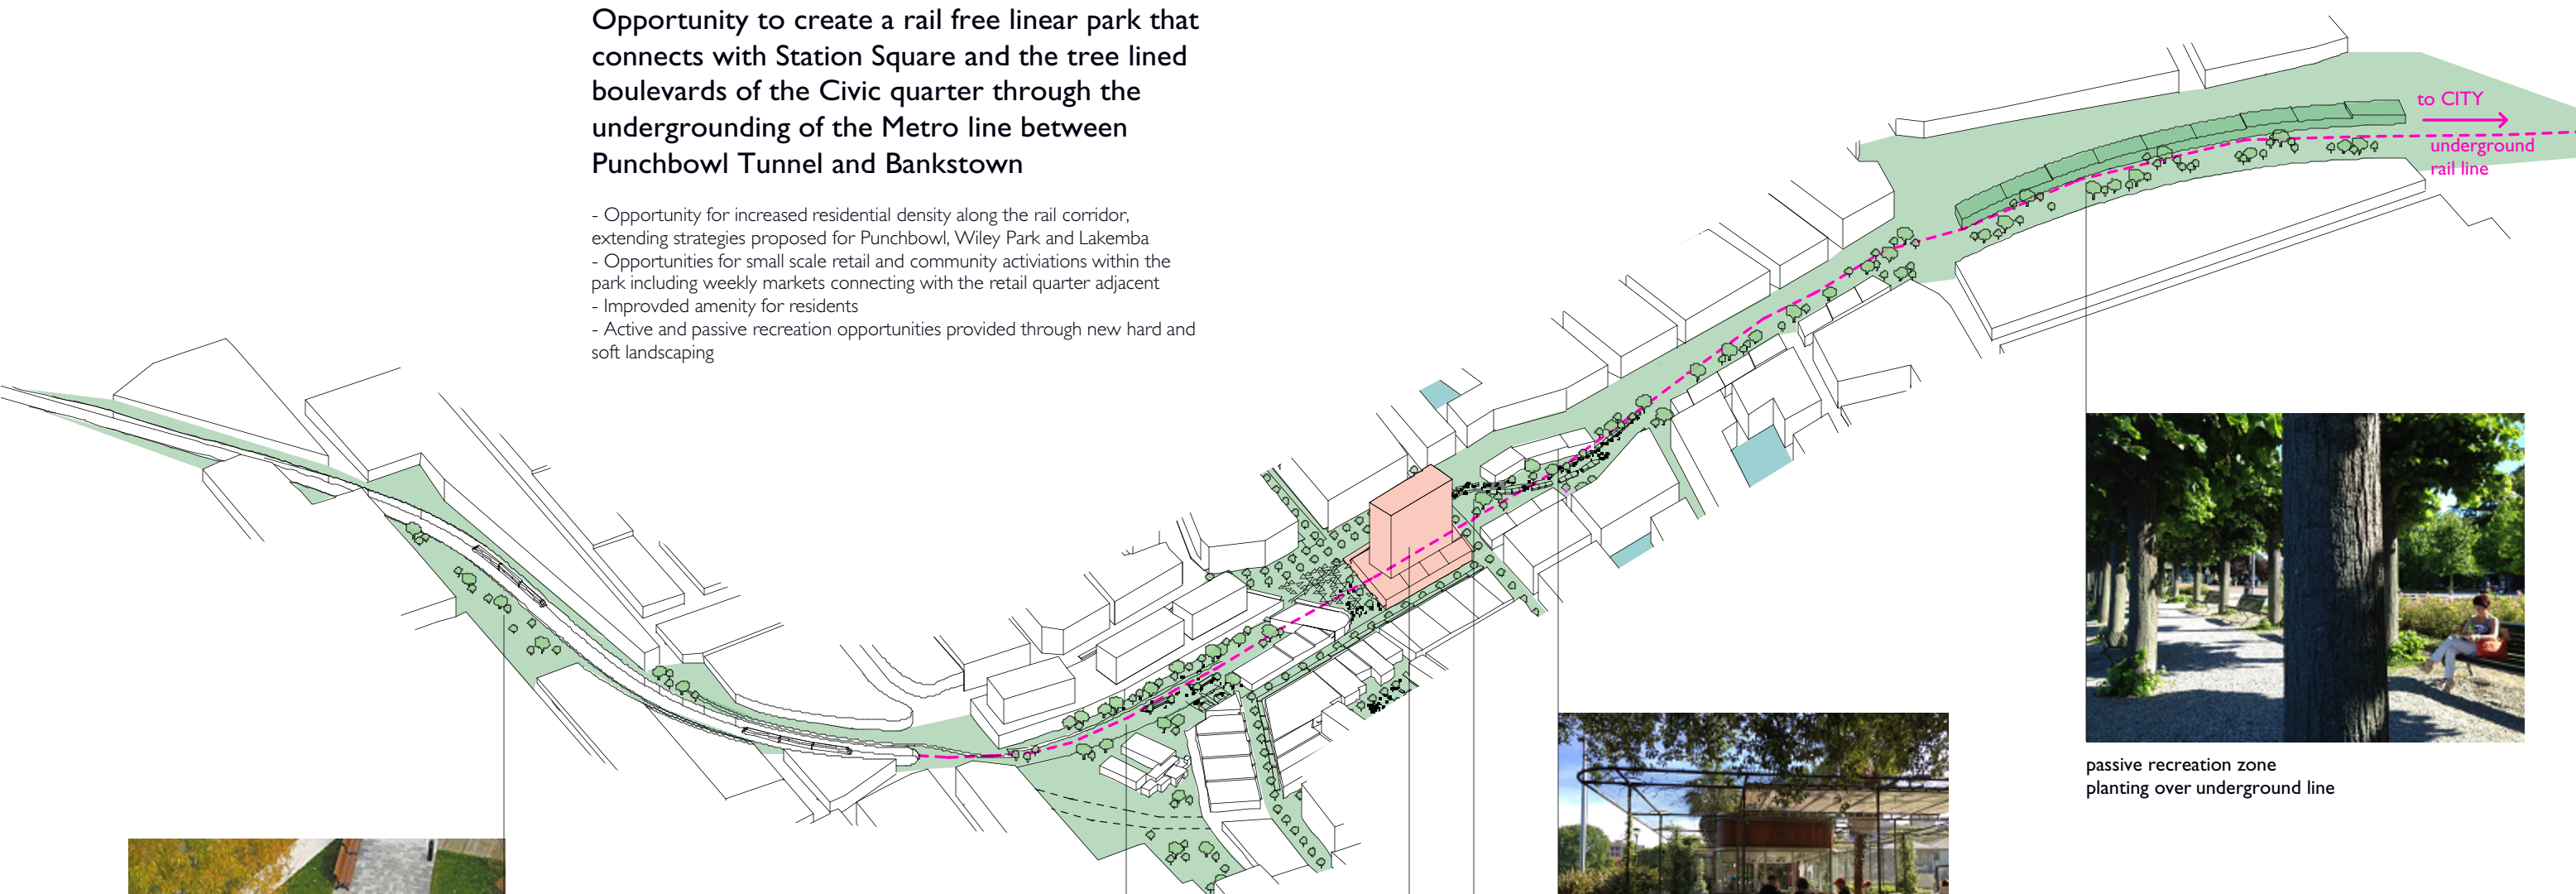 Opportunity to create a rail free linear park that
connects with Station Square and the tree lined
boulevards of the Civic quarter through the
undergrounding of the Metro line between
Punchbowl Tunnel and Bankstown
- Opportunity for increased residential density along the rail corridor,
extending strategies proposed for Punchbowl, Wiley Park and Lakemba
- Opportunities for small scale retail and community activiations within the
park including weekly markets connecting with the retail quarter adjacent
- Improvded amenity for residents
- Active and passive recreation opportunities provided through new hard and
soft landscaping
to CITY
underground
rail line
passive recreation zone
planting over underground line